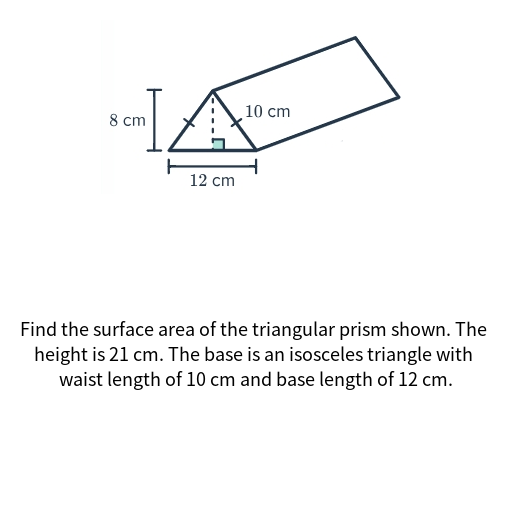 8 cm
10 cm
12 cm
Find the surface area of the triangular prism shown. The
height is 21 cm. The base is an isosceles triangle with
waist length of 10 cm and base length of 12 cm.